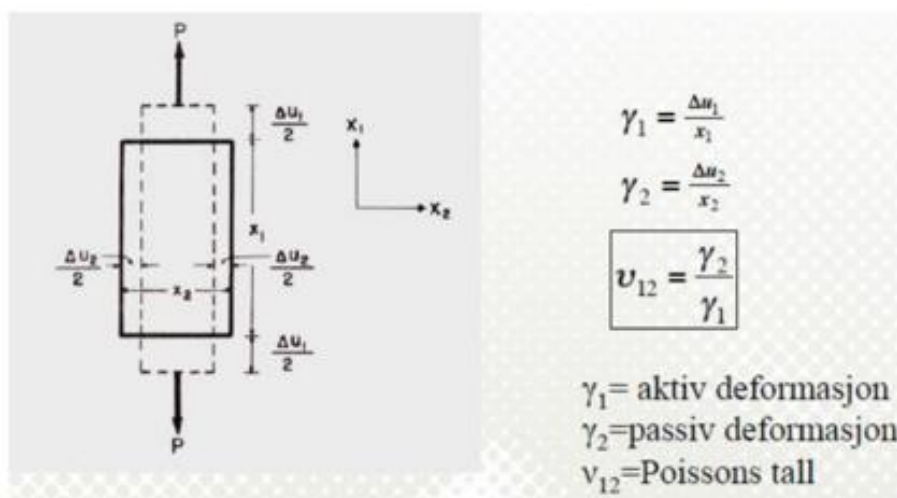 P
Δu₁/2
x₁
x₁
x₂
Δu₂/2
Δu₂/2
x₂
Δu₁/2
P
γ₁ = Δu₁/x₁
γ₂ = Δu₂/x₂
υ₁₂ = γ₂/γ₁
γ₁= aktiv deformasjon
γ₂=passiv deformasjon
ν₁₂=Poissons tall